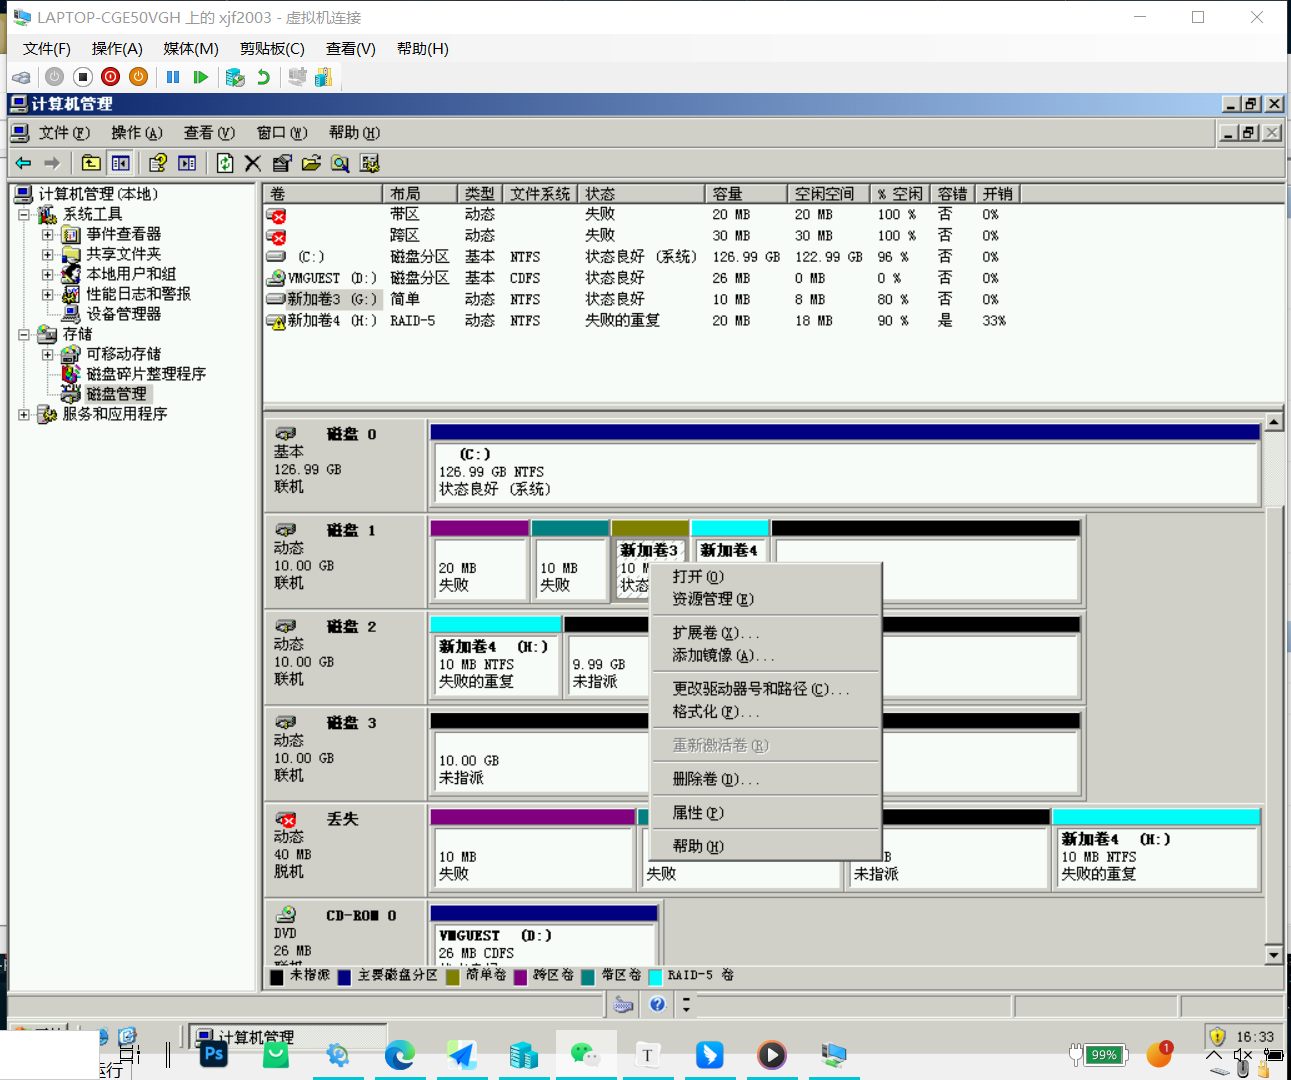 LAPTOP-CGE50VGH 上的 xjf2003 - 虚拟机连接
文件(F) 操作(A) 媒体(M) 剪贴板(C) 查看(V) 帮助(H)
计算机管理
文件(F) 操作(A) 查看(V) 窗口(W) 帮助(H)
计算机管理(本地)
系统工具
事件查看器
共享文件夹
本地用户和组
性能日志和警报
设备管理器
存储
可移动存储
磁盘碎片整理程序
磁盘管理
服务和应用程序
卷 布局 类型 文件系统 状态 容量 空闲空间 % 空闲 容错 开销
带区 动态 失败 20 MB 20 MB 100 % 否 0%
跨区 动态 失败 30 MB 30 MB 100 % 否 0%
(C:) 磁盘分区 基本 NTFS 状态良好 (系统) 126.99 GB 122.99 GB 96 % 否 0%
VMGUEST (D:) 磁盘分区 基本 CDFS 状态良好 26 MB 0 MB 0 % 否 0%
新加卷3 (G:) 简单 动态 NTFS 状态良好 10 MB 8 MB 80 % 否 0%
新加卷4 (H:) RAID-5 动态 NTFS 失败的重复 20 MB 18 MB 90 % 是 33%
磁盘 0
基本
126.99 GB
联机
(C:)
126.99 GB NTFS
状态良好 (系统)
磁盘 1
动态
10.00 GB
联机
20 MB
失败
10 MB
失败
新加卷3
10 M
状态
新加卷4
磁盘 2
动态
10.00 GB
联机
新加卷4 (H:)
10 MB NTFS
失败的重复
9.99 GB
未指派
磁盘 3
动态
10.00 GB
联机
10.00 GB
未指派
丢失
动态
40 MB
脱机
10 MB
失败
失败
B
未指派
新加卷4 (H:)
10 MB NTFS
失败的重复
CD-ROM 0
DVD
26 MB
VMGUEST (D:)
26 MB CDFS
打开(O)
资源管理(E)
扩展卷(X)...
添加镜像(A)...
更改驱动器号和路径(C)...
格式化(F)...
重新激活卷(R)
删除卷(D)...
属性(P)
帮助(H)
未指派 主要磁盘分区 简单卷 跨区卷 带区卷 RAID-5 卷
计算机管理
16:33
运行
Ps
T
99%
1